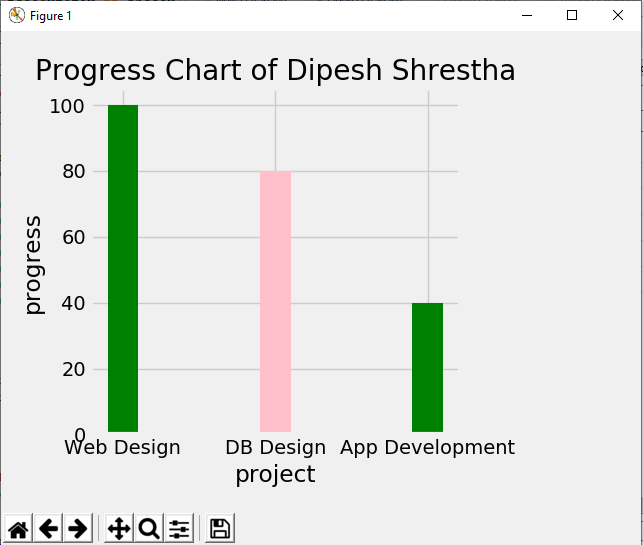 Figure 1
Progress Chart of Dipesh Shrestha
100
80
60
40
20
0
progress
Web Design DB Design App Development
project